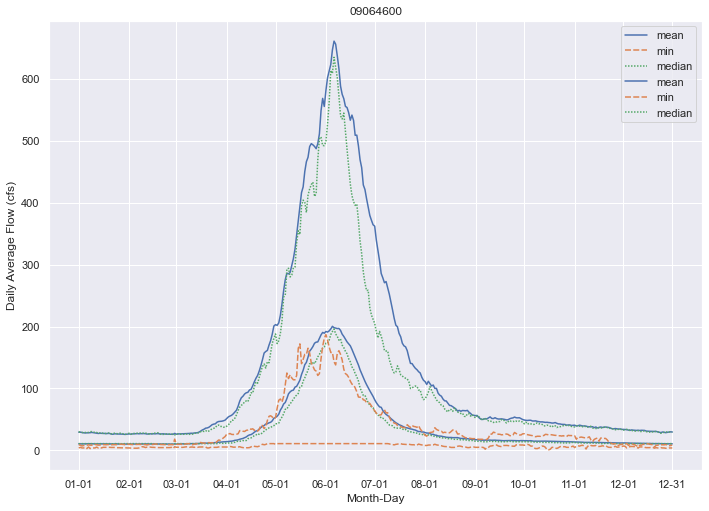 09064600
mean
min
median
mean
min
median
600
500
400
300
200
100
0
Daily Average Flow (cfs)
01-01 02-01 03-01 04-01 05-01 06-01 07-01 08-01 09-01 10-01 11-01 12-01 12-31
Month-Day